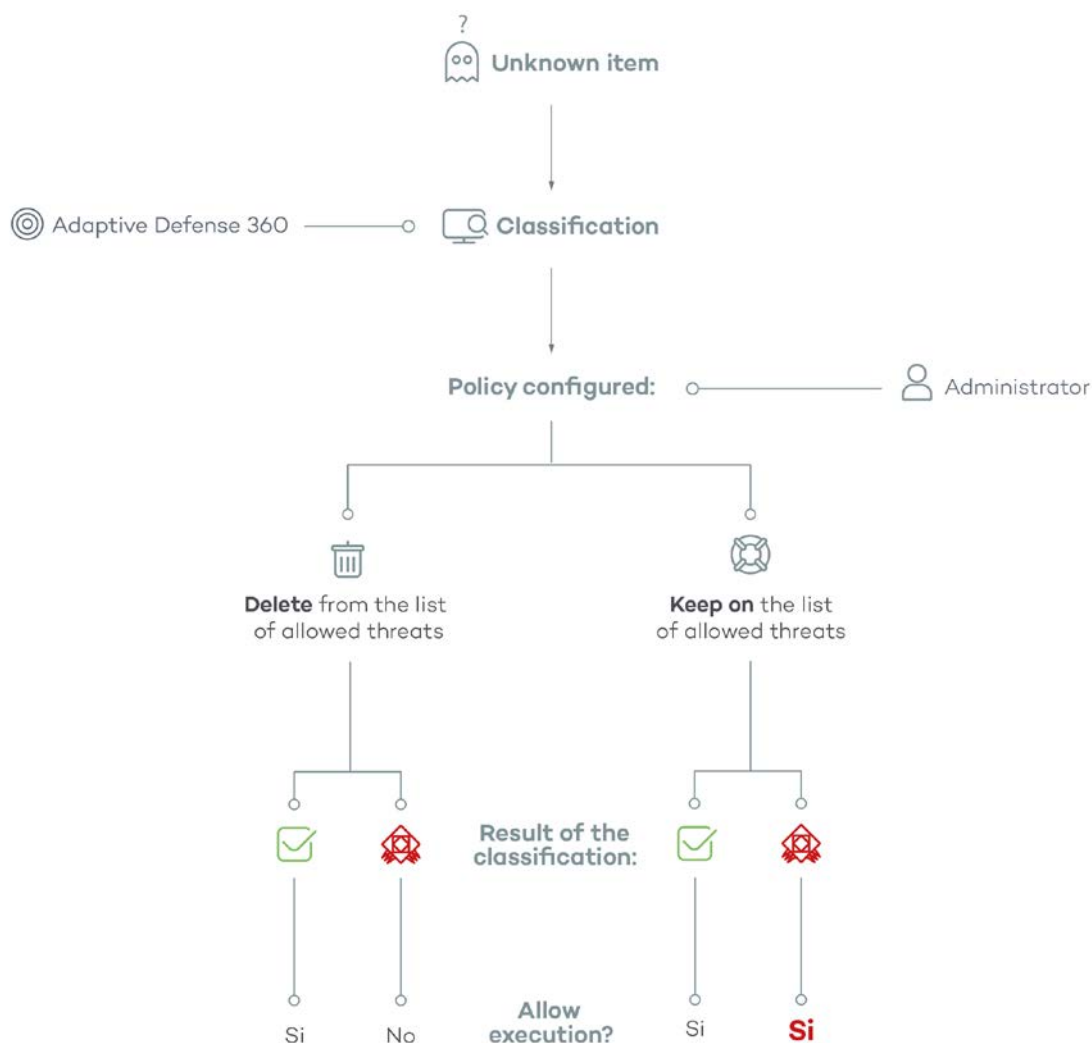 ?
Unknown item
Adaptive Defense 360
Classification
Policy configured:
Administrator
Delete from the list
of allowed threats
Keep on the list
of allowed threats
Result of the
classification:
Allow
execution?
Si
No
Si
Si